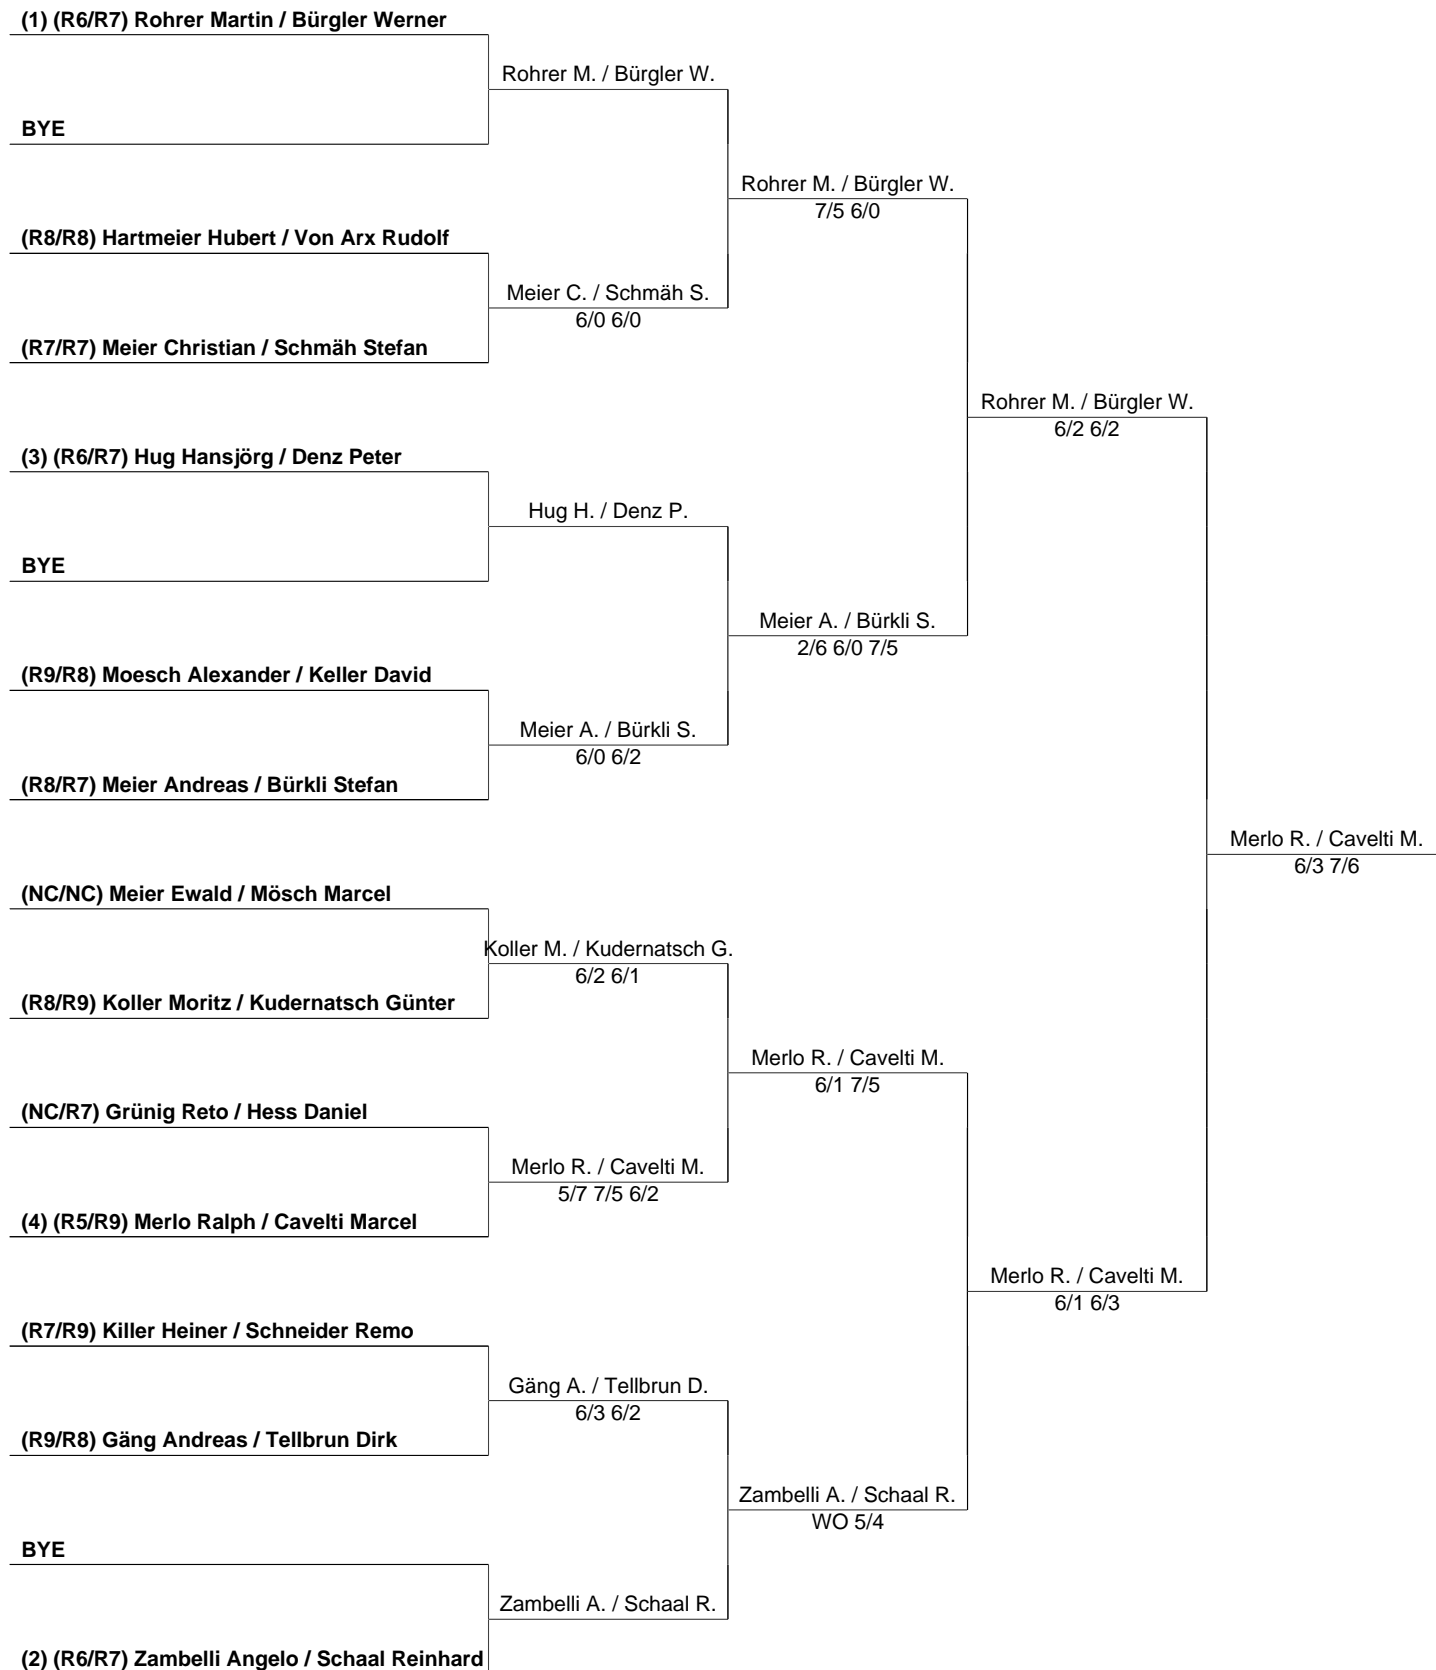 (1) (R6/R7) Rohrer Martin / Bürgler Werner
Rohrer M. / Bürgler W.
BYE
Rohrer M. / Bürgler W.
7/5 6/0
(R8/R8) Hartmeier Hubert / Von Arx Rudolf
Meier C. / Schmäh S.
6/0 6/0
(R7/R7) Meier Christian / Schmäh Stefan
Rohrer M. / Bürgler W.
6/2 6/2
(3) (R6/R7) Hug Hansjörg / Denz Peter
Hug H. / Denz P.
BYE
Meier A. / Bürkli S.
2/6 6/0 7/5
(R9/R8) Moesch Alexander / Keller David
Meier A. / Bürkli S.
6/0 6/2
(R8/R7) Meier Andreas / Bürkli Stefan
Merlo R. / Cavelti M.
6/3 7/6
(NC/NC) Meier Ewald / Mösch Marcel
Koller M. / Kudernatsch G.
6/2 6/1
(R8/R9) Koller Moritz / Kudernatsch Günter
Merlo R. / Cavelti M.
6/1 7/5
(NC/R7) Grünig Reto / Hess Daniel
Merlo R. / Cavelti M.
5/7 7/5 6/2
(4) (R5/R9) Merlo Ralph / Cavelti Marcel
Merlo R. / Cavelti M.
6/1 6/3
(R7/R9) Killer Heiner / Schneider Remo
Gäng A. / Tellbrun D.
6/3 6/2
(R9/R8) Gäng Andreas / Tellbrun Dirk
Zambelli A. / Schaal R.
WO 5/4
BYE
Zambelli A. / Schaal R.
(2) (R6/R7) Zambelli Angelo / Schaal Reinhard